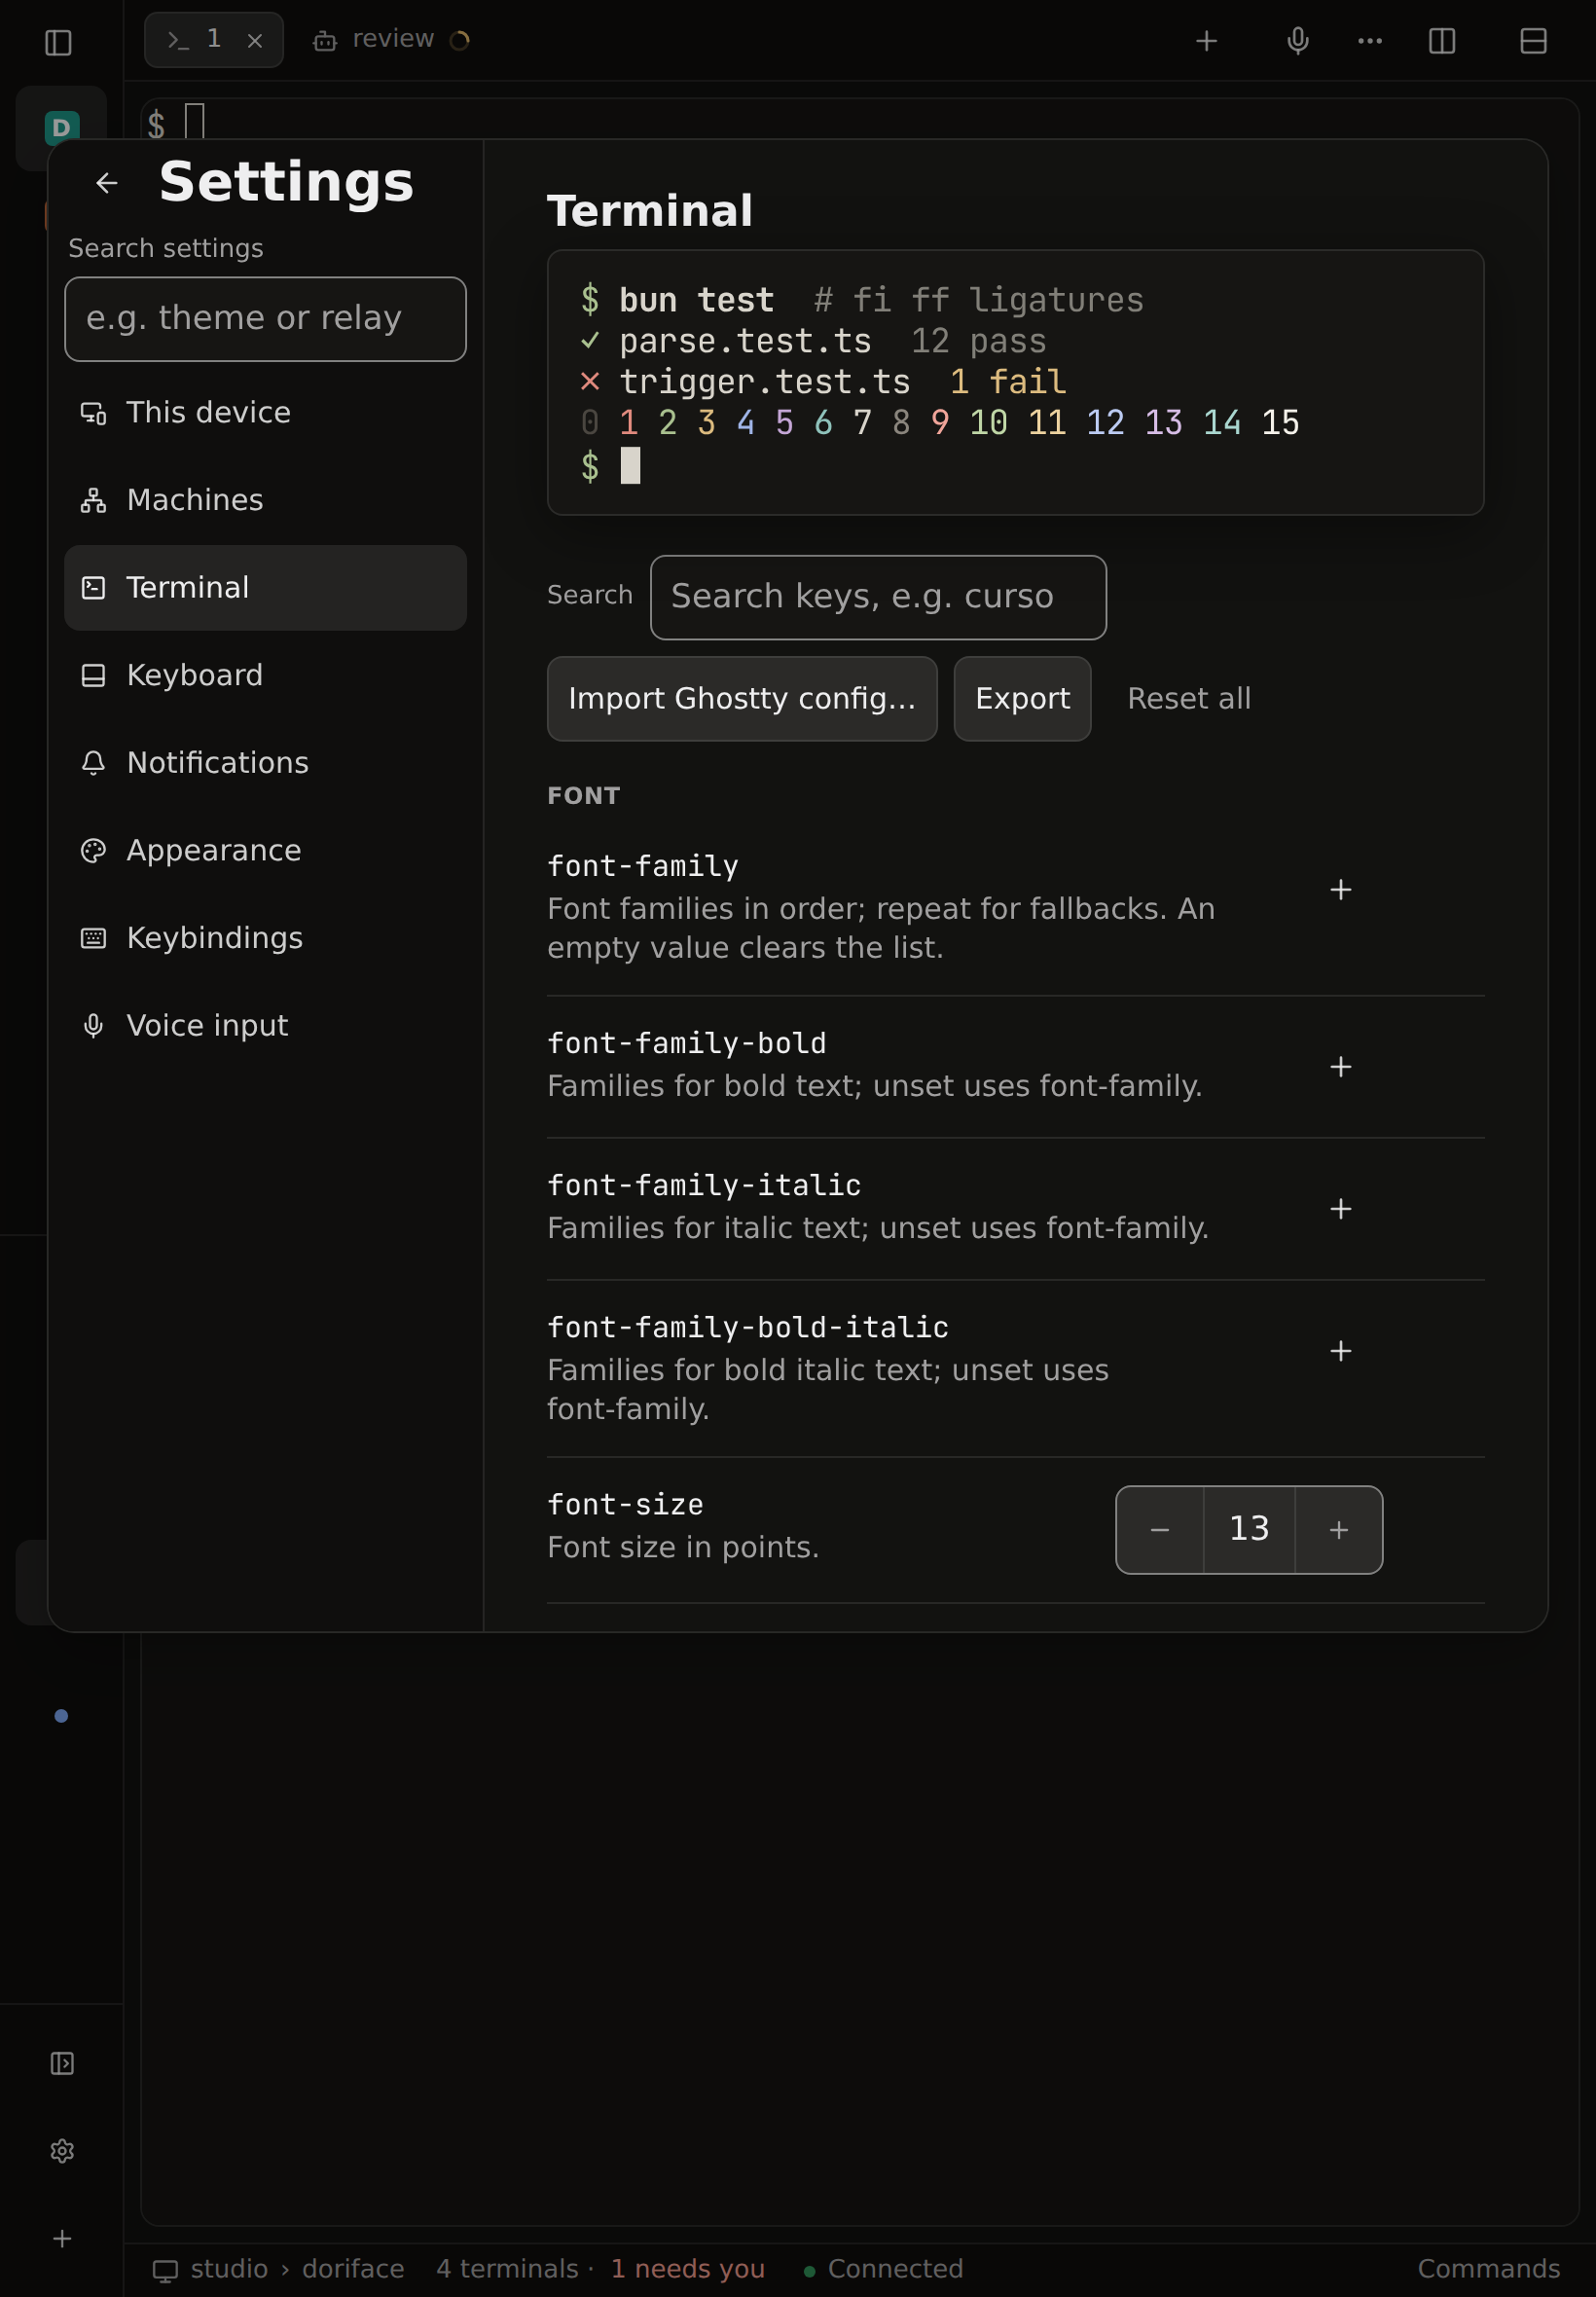 1
review
D
$
Settings
Search settings
e.g. theme or relay
This device
Machines
Terminal
Keyboard
Notifications
Appearance
Keybindings
Voice input
Terminal
$ bun test # fi ff ligatures
✓ parse.test.ts 12 pass
✕ trigger.test.ts 1 fail
0 1 2 3 4 5 6 7 8 9 10 11 12 13 14 15
$
Search
Search keys, e.g. curso
Import Ghostty config...
Export
Reset all
FONT
font-family
Font families in order; repeat for fallbacks. An
empty value clears the list.
font-family-bold
Families for bold text; unset uses font-family.
font-family-italic
Families for italic text; unset uses font-family.
font-family-bold-italic
Families for bold italic text; unset uses
font-family.
font-size
Font size in points.
− 13 +
studio › doriface 4 terminals · 1 needs you Connected
Commands